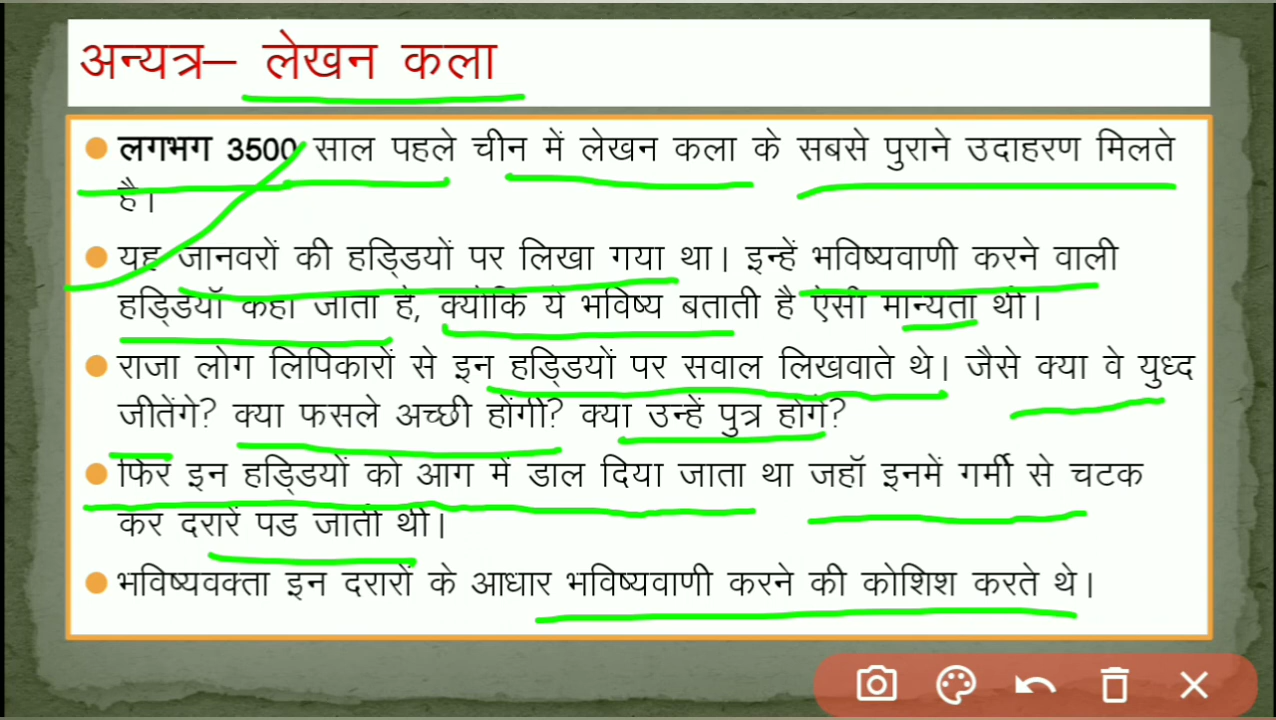 अन्यत्र– लेखन कला
लगभग 3500 साल पहले चीन में लेखन कला के सबसे पुराने उदाहरण मिलते
है।
यह जानवरों की हड्डियों पर लिखा गया था। इन्हें भविष्यवाणी करने वाली
हड्डियॉ कहा जाता है, क्योकि ये भविष्य बताती है ऐसी मान्यता थी।
राजा लोग लिपिकारों से इन हड्डियों पर सवाल लिखवाते थे। जैसे क्या वे युध्द
जीतेंगे? क्या फसले अच्छी होंगी? क्या उन्हें पुत्र होगें?
फिर इन हड्डियों को आग में डाल दिया जाता था जहॉ इनमें गर्मी से चटक
कर दरारें पड जाती थी।
भविष्यवक्ता इन दरारों के आधार भविष्यवाणी करने की कोशिश करते थे।